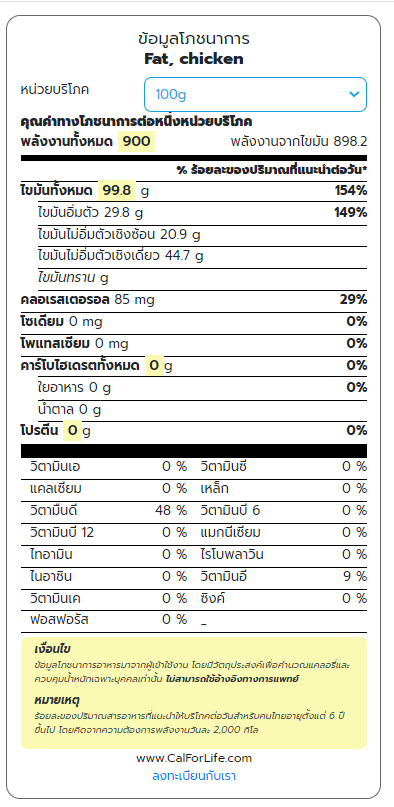 ข้อมูลโภชนาการ
Fat, chicken
หน่วยบริโภค 100g
คุณค่าทางโภชนาการต่อหนึ่งหน่วยบริโภค
พลังงานทั้งหมด 900 พลังงานจากไขมัน 898.2
% ร้อยละของปริมาณที่แนะนำต่อวัน*
ไขมันทั้งหมด 99.8 g 154%
ไขมันอิ่มตัว 29.8 g 149%
ไขมันไม่อิ่มตัวเชิงซ้อน 20.9 g
ไขมันไม่อิ่มตัวเชิงเดี่ยว 44.7 g
ไขมันทราน g
คลอเรสเตอรอล 85 mg 29%
โซเดียม 0 mg 0%
โพแทสเซียม 0 mg 0%
คาร์โบไฮเดรตทั้งหมด 0 g 0%
ใยอาหาร 0 g 0%
น้ำตาล 0 g
โปรตีน 0 g 0%
วิตามินเอ 0 % วิตามินซี 0 %
แคลเซียม 0 % เหล็ก 0 %
วิตามินดี 48 % วิตามินบี 6 0 %
วิตามินบี 12 0 % แมกนีเซียม 0 %
ไทอามิน 0 % ไรโบพลาวิน 0 %
ไนอาซิน 0 % วิตามินอี 9 %
วิตามินเค 0 % ซิงค์ 0 %
ฟอสฟอรัส 0 % _
เงื่อนไข
ข้อมูลโภชนาการอาหารมาจากผู้เข้าใช้งาน โดยมีวัตถุประสงค์เพื่อคำนวณแคลอรี่และ
ควบคุมน้ำหนักเฉพาะบุคคลเท่านั้น ไม่สามารถใช้อ้างอิงทางการแพทย์
หมายเหตุ
ร้อยละของปริมาณสารอาหารที่แนะนำให้บริโภคต่อวันสำหรับคนไทยอายุตั้งแต่ 6 ปี
ขึ้นไป โดยคิดจากความต้องการพลังงานวันละ 2,000 กิโล
www.CalForLife.com
ลงทะเบียนกับเรา